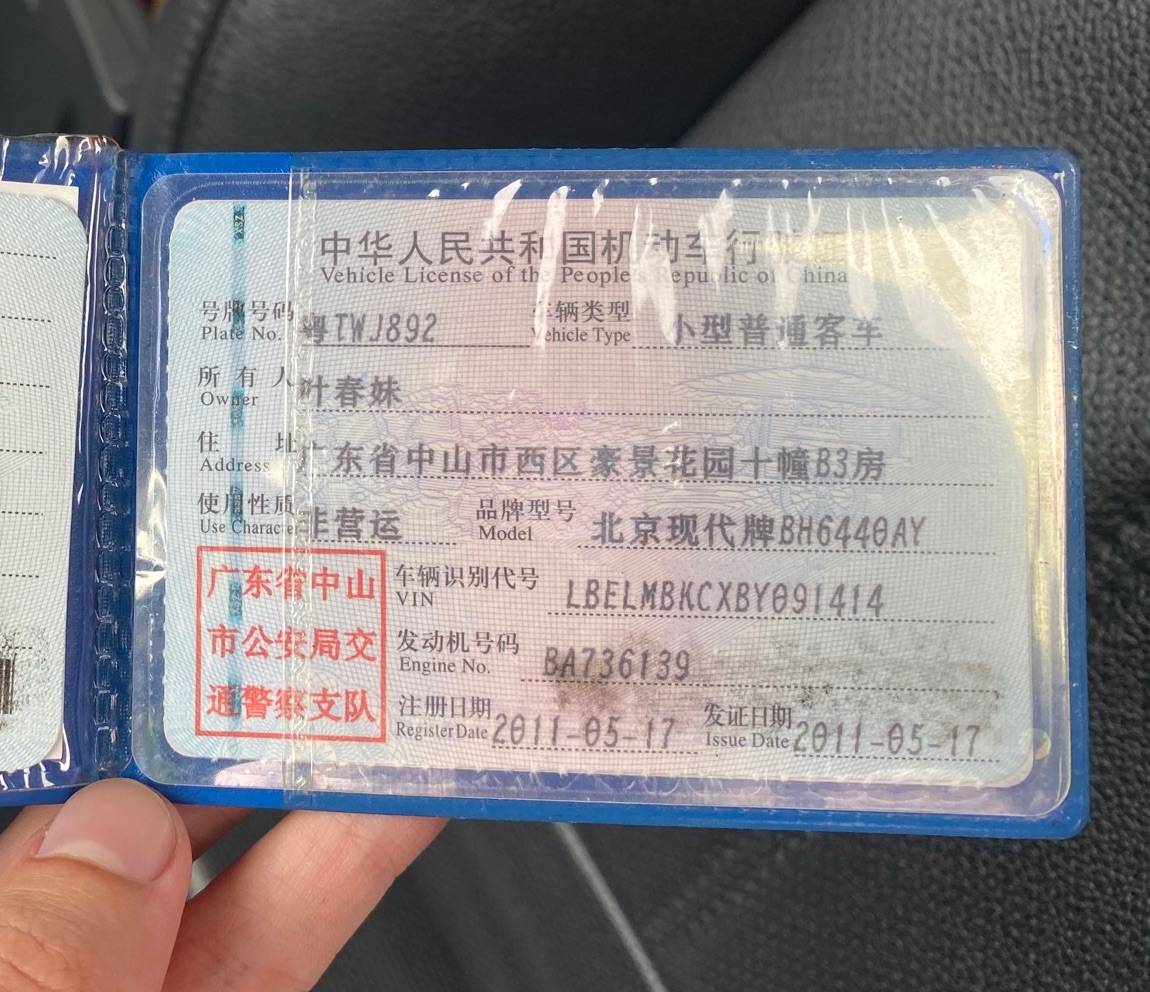 中华人民共和国机动车行
Vehicle License of the People's Republic of China
号牌号码 Plate No. 粤TWJ892 车辆类型 Vehicle Type 小型普通客车
所有人 Owner 叶春妹
住址 Address 广东省中山市西区豪景花园十幢B3房
使用性质 Use Character 非营运 品牌型号 Model 北京现代牌BH6440AY
广东省中山
市公安局交
通警察支队
车辆识别代号 VIN LBELMBKCXBY091414
发动机号码 Engine No. BA736139
注册日期 Register Date 2011-05-17 发证日期 Issue Date 2011-05-17